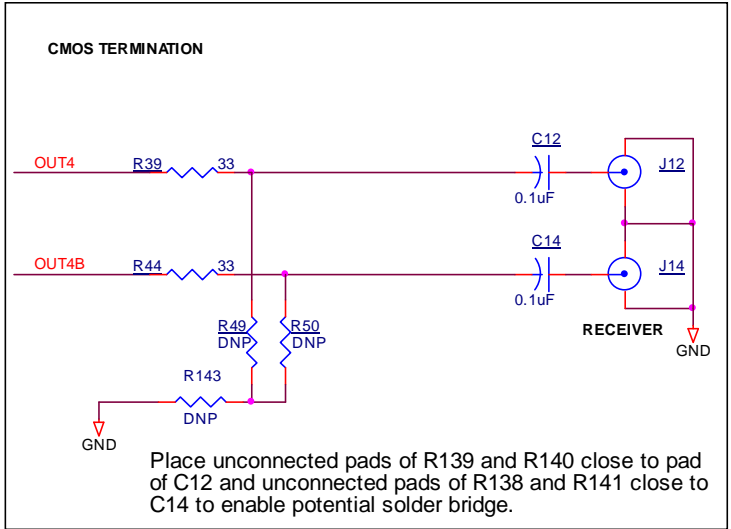 CMOS TERMINATION
C12
OUT4 R39 33 J12
0.1uF
C14
OUT4B R44 33 J14
0.1uF
R49 R50 RECEIVER
DNP DNP GND
R143
DNP
GND
Place unconnected pads of R139 and R140 close to pad
of C12 and unconnected pads of R138 and R141 close to
C14 to enable potential solder bridge.